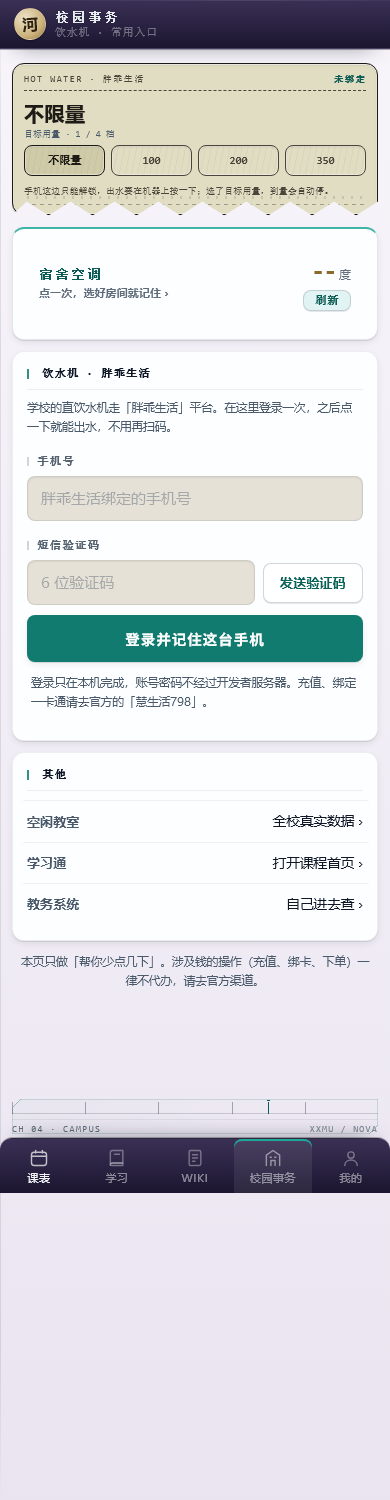 河
校园事务
饮水机 · 常用入口
HOT WATER · 胖乖生活
未绑定
不限量
目标用量 · 1 / 4 档
不限量
100
200
350
手机这边只能解锁，出水要在机器上按一下；选了目标用量，到量会自动停。
宿舍空调
点一次，选好房间就记住 ›
-- 度
刷新
饮水机 · 胖乖生活
学校的直饮水机走「胖乖生活」平台。在这里登录一次，之后点
一下就能出水，不用再扫码。
手机号
胖乖生活绑定的手机号
短信验证码
6 位验证码
发送验证码
登录并记住这台手机
登录只在本机完成，账号密码不经过开发者服务器。充值、绑定
一卡通请去官方的「慧生活798」。
其他
空闲教室
全校真实数据 ›
学习通
打开课程首页 ›
教务系统
自己进去查 ›
本页只做「帮你少点几下」。涉及钱的操作（充值、绑卡、下单）一
律不代办，请去官方渠道。
CH 04 · CAMPUS
XXMU / NOVA
课表
学习
WIKI
校园事务
我的